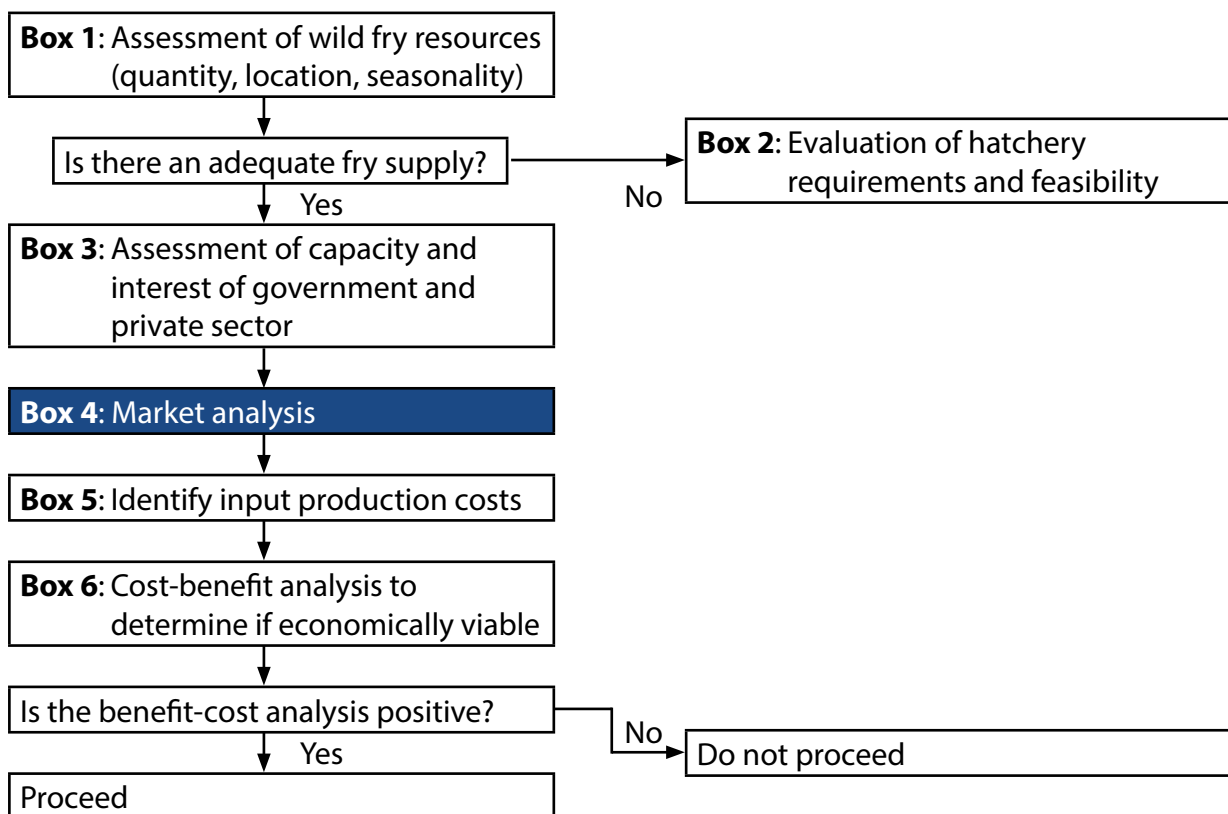 Box 1: Assessment of wild fry resources
(quantity, location, seasonality)
Is there an adequate fry supply?
Box 2: Evaluation of hatchery
requirements and feasibility
No
Yes
Box 3: Assessment of capacity and
interest of government and
private sector
Box 4: Market analysis
Box 5: Identify input production costs
Box 6: Cost-benefit analysis to
determine if economically viable
Is the benefit-cost analysis positive?
No
Yes
Do not proceed
Proceed